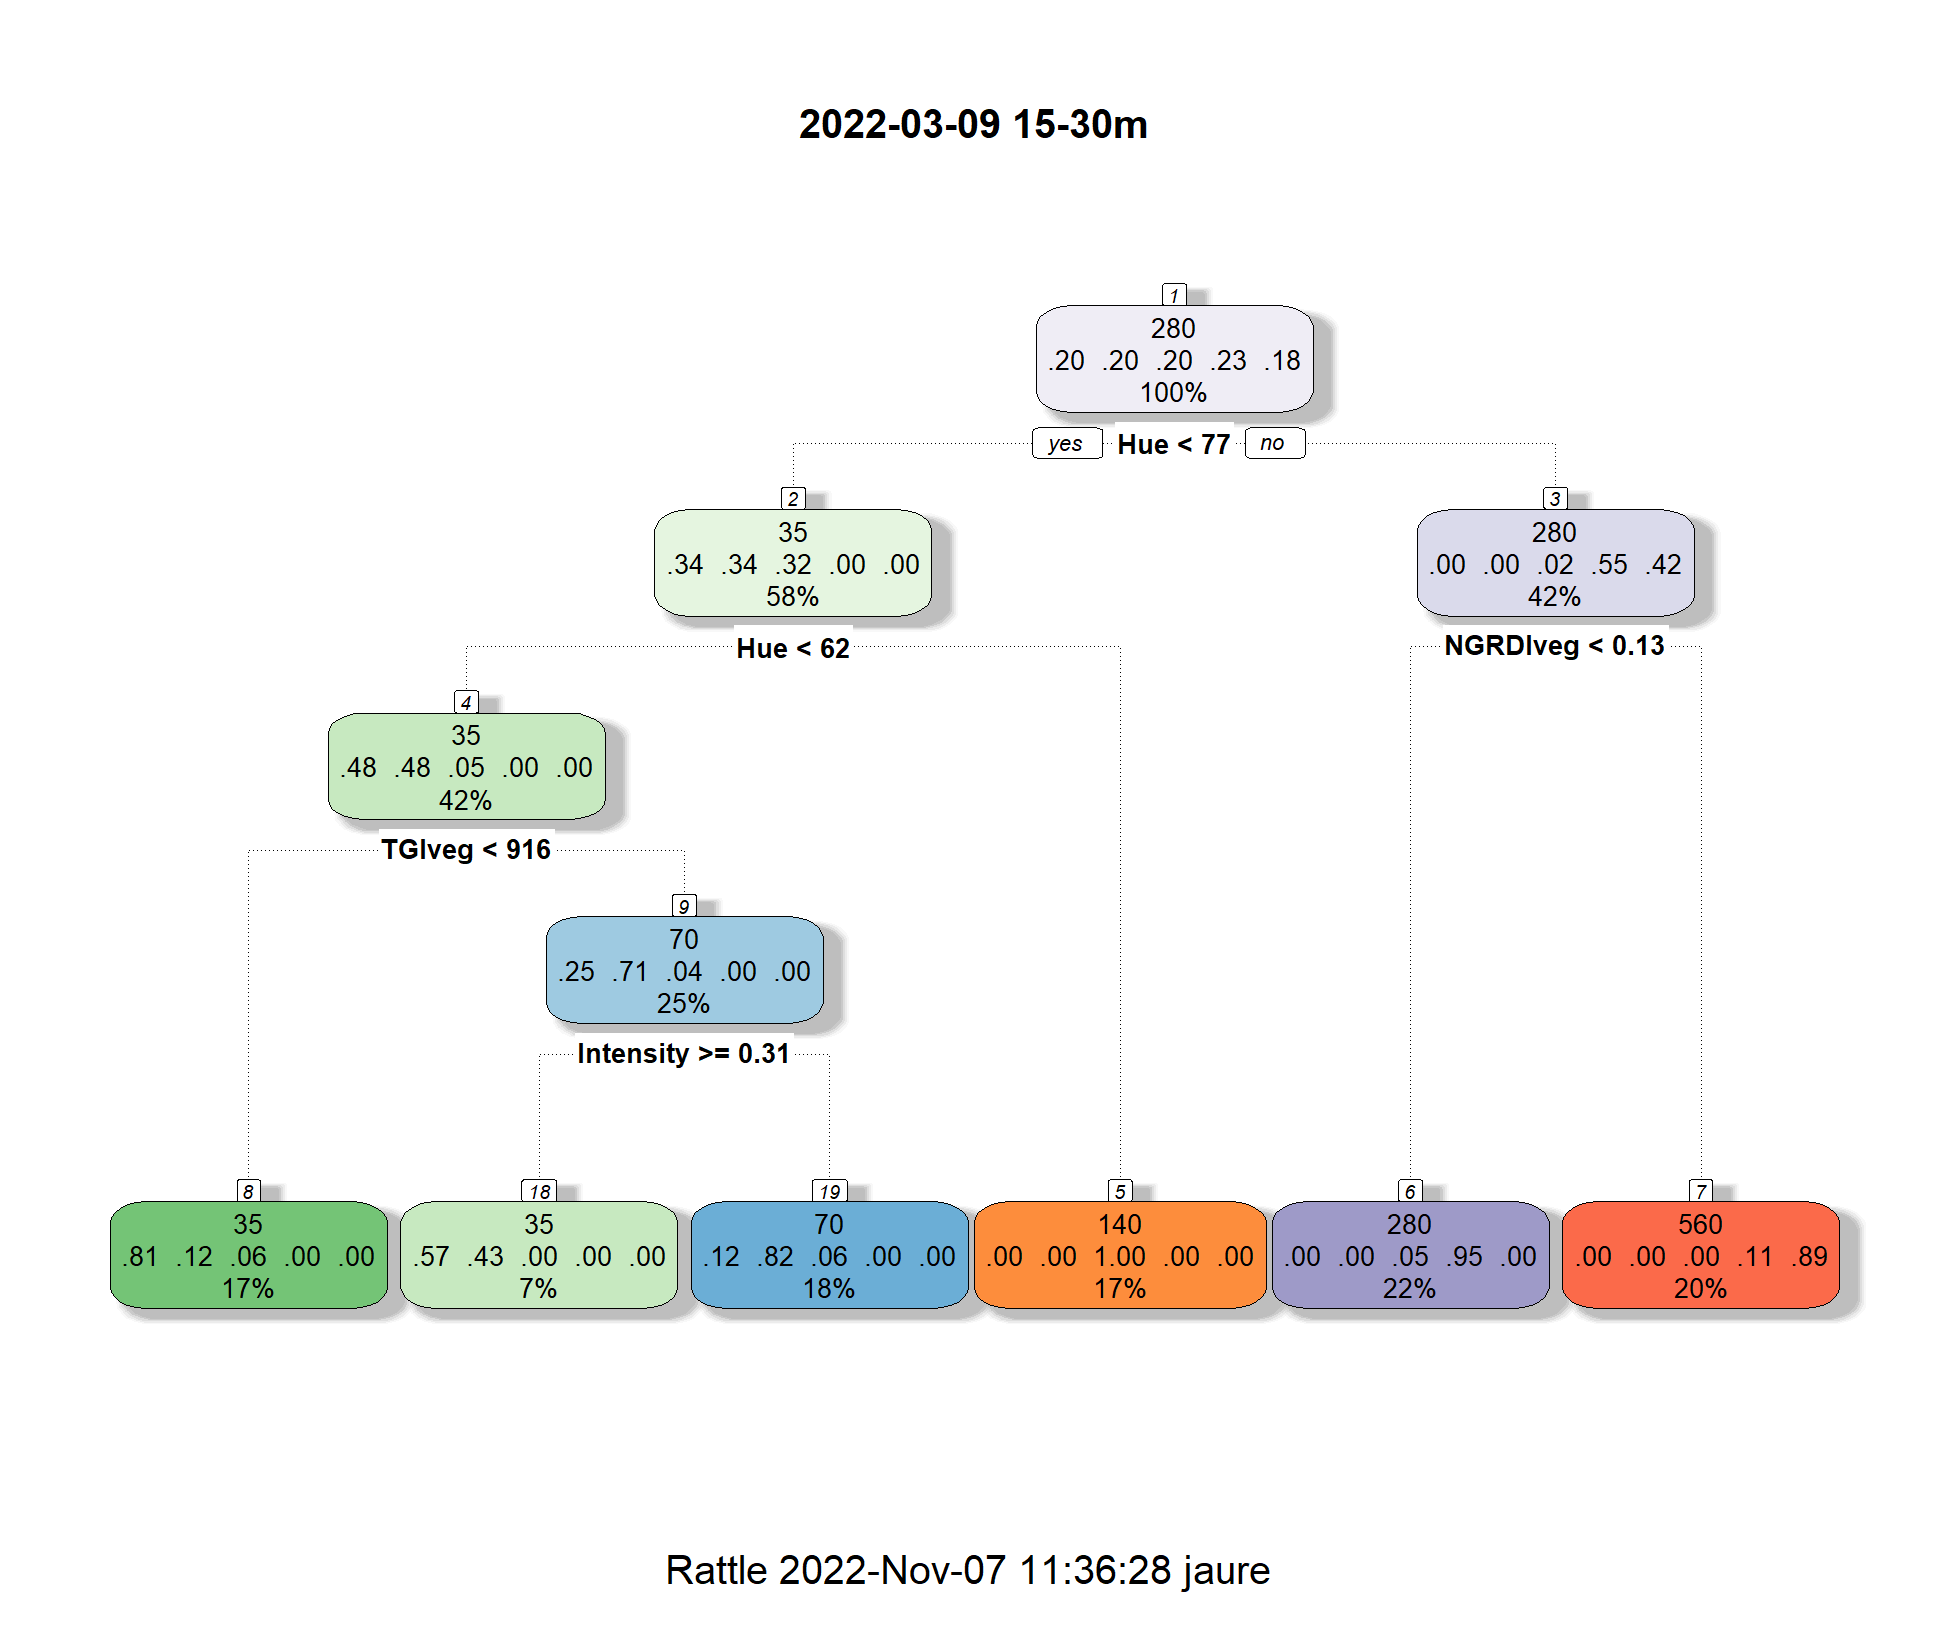 2022-03-09 15-30m
1
280
.20 .20 .20 .23 .18
100%
yes Hue < 77 no
2
35
.34 .34 .32 .00 .00
58%
3
280
.00 .00 .02 .55 .42
42%
Hue < 62
NGRDIveg < 0.13
4
35
.48 .48 .05 .00 .00
42%
TGIveg < 916
9
70
.25 .71 .04 .00 .00
25%
Intensity >= 0.31
8
35
.81 .12 .06 .00 .00
17%
18
35
.57 .43 .00 .00 .00
7%
19
70
.12 .82 .06 .00 .00
18%
5
140
.00 .00 1.00 .00 .00
17%
6
280
.00 .00 .05 .95 .00
22%
7
560
.00 .00 .00 .11 .89
20%
Rattle 2022-Nov-07 11:36:28 jaure